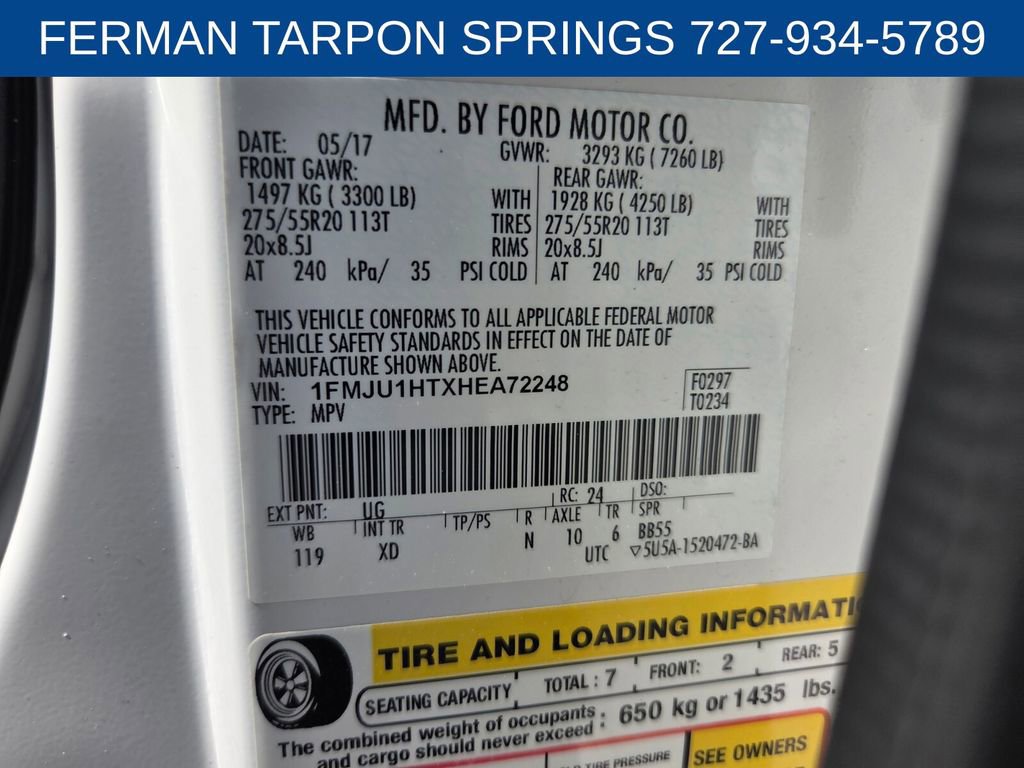 FERMAN TARPON SPRINGS 727-934-5789
MFD. BY FORD MOTOR CO.
DATE: 05/17 GVWR: 3293 KG ( 7260 LB)
FRONT GAWR: REAR GAWR:
1497 KG ( 3300 LB) WITH 1928 KG ( 4250 LB) WITH
275/55R20 113T TIRES 275/55R20 113T TIRES
20x8.5J RIMS 20x8.5J RIMS
AT 240 kPa/ 35 PSI COLD AT 240 kPa/ 35 PSI COLD
THIS VEHICLE CONFORMS TO ALL APPLICABLE FEDERAL MOTOR
VEHICLE SAFETY STANDARDS IN EFFECT ON THE DATE OF
MANUFACTURE SHOWN ABOVE.
VIN: 1FMJU1HTXHEA72248 F0297
TYPE: MPV T0234
EXT PNT: UG RC: 24 DSO:
WB INT TR TP/PS R AXLE TR SPR
119 XD N 10 6 BB55
UTC ▽5U5A-1520472-BA
TIRE AND LOADING INFORMATI
SEATING CAPACITY TOTAL : 7 FRONT: 2 REAR: 5
The combined weight of occupants : 650 kg or 1435 lbs.
and cargo should never exceed :
TIRE PRESSURE SEE OWNERS